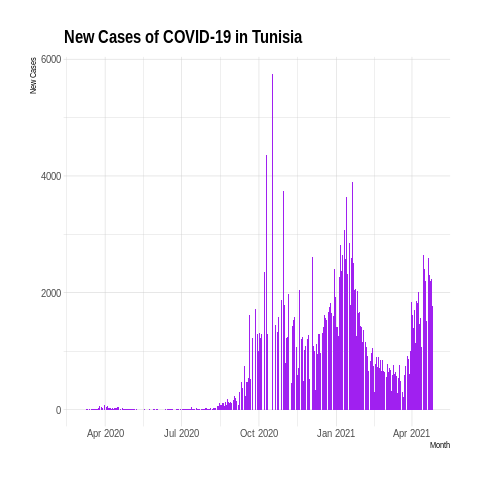 New Cases of COVID-19 in Tunisia
New Cases
6000
4000
2000
0
Apr 2020 Jul 2020 Oct 2020 Jan 2021 Apr 2021
Month